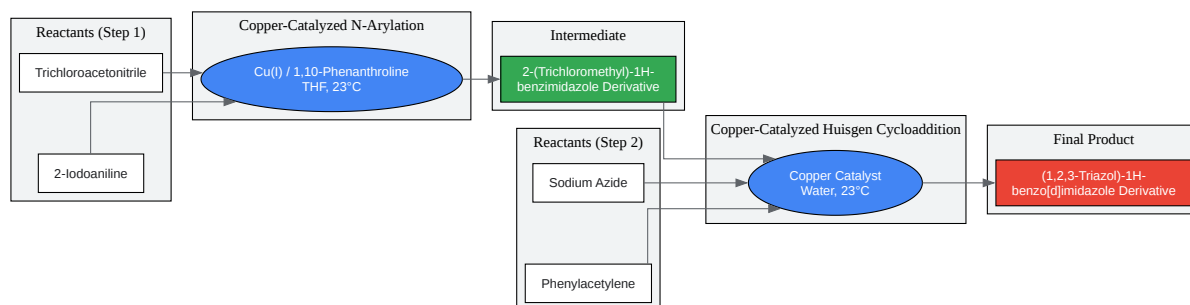 Reactants (Step 1)
Trichloroacetonitrile
2-Iodoaniline
Copper-Catalyzed N-Arylation
Cu(I) / 1,10-Phenanthroline
THF, 23°C
Intermediate
2-(Trichloromethyl)-1H-
benzimidazole Derivative
Reactants (Step 2)
Sodium Azide
Phenylacetylene
Copper-Catalyzed Huisgen Cycloaddition
Copper Catalyst
Water, 23°C
Final Product
(1,2,3-Triazol)-1H-
benzo[d]imidazole Derivative